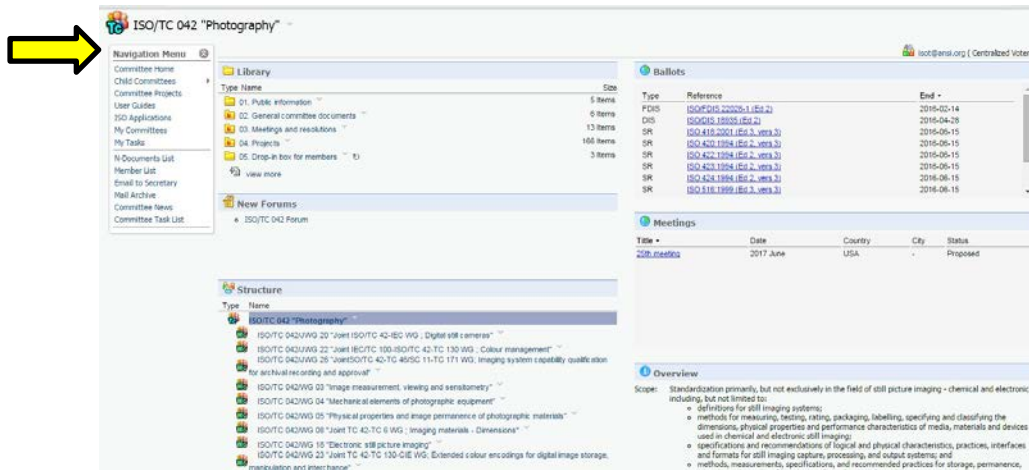 ISO/TC 042 "Photography"
isot@ansi.org ( Centralized Voter
Navigation Menu
Committee Home
Child Committees
Committee Projects
User Guides
ISO Applications
My Committees
My Tasks
N-Documents List
Member List
Email to Secretary
Mail Archive
Committee News
Committee Task List
Library
Type Name Size
01. Public information 5 Items
02. General committee documents 6 Items
03. Meetings and resolutions 13 Items
04. Projects 166 Items
05. Drop-in box for members 3 Items
view more
New Forums
ISO/TC 042 Forum
Structure
Type Name
ISO/TC 042 "Photography"
ISO/TC 042/JWG 20 "Joint ISO/TC 42-IEC WG ; Digital still cameras"
ISO/TC 042/JWG 22 "Joint IEC/TC 100-ISO/TC 42-TC 130 WG ; Colour management"
ISO/TC 042/JWG 26 "JointISO/TC 42-TC 46/SC 11-TC 171 WG; Imaging system capability qualification
for archival recording and approval"
ISO/TC 042/WG 03 "Image measurement, viewing and sensitometry"
ISO/TC 042/WG 04 "Mechanical elements of photographic equipment"
ISO/TC 042/WG 05 "Physical properties and image permanence of photographic materials"
ISO/TC 042/WG 08 "Joint TC 42-TC 6 WG ; Imaging materials - Dimensions"
ISO/TC 042/WG 18 "Electronic still picture imaging"
ISO/TC 042/WG 23 "Joint TC 42-TC 130-CIE WG; Extended colour encodings for digital image storage,
manipulation and interchange"
Ballots
Type Reference End
FDIS ISO/FDIS 22028-1 (Ed 2) 2016-02-14
DIS ISO/DIS 18935 (Ed 2) 2016-04-28
SR ISO 418:2001 (Ed 3, vers 3) 2016-06-15
SR ISO 420:1994 (Ed 2, vers 3) 2016-06-15
SR ISO 422:1994 (Ed 2, vers 3) 2016-06-15
SR ISO 423:1994 (Ed 2, vers 3) 2016-06-15
SR ISO 424:1994 (Ed 2, vers 3) 2016-06-15
SR ISO 516:1999 (Ed 3, vers 3) 2016-06-15
Meetings
Title Date Country City Status
25th meeting 2017 June USA - Proposed
Overview
Scope: Standardization primarily, but not exclusively in the field of still picture imaging - chemical and electronic
including, but not limited to:
definitions for still imaging systems;
methods for measuring, testing, rating, packaging, labelling, specifying and classifying the
dimensions, physical properties and performance characteristics of media, materials and devices
used in chemical and electronic still imaging;
specifications and recommendations of logical and physical characteristics, practices, interfaces
and formats for still imaging capture, processing, and output systems; and
methods, measurements, specifications, and recommended practices for storage, permanence,